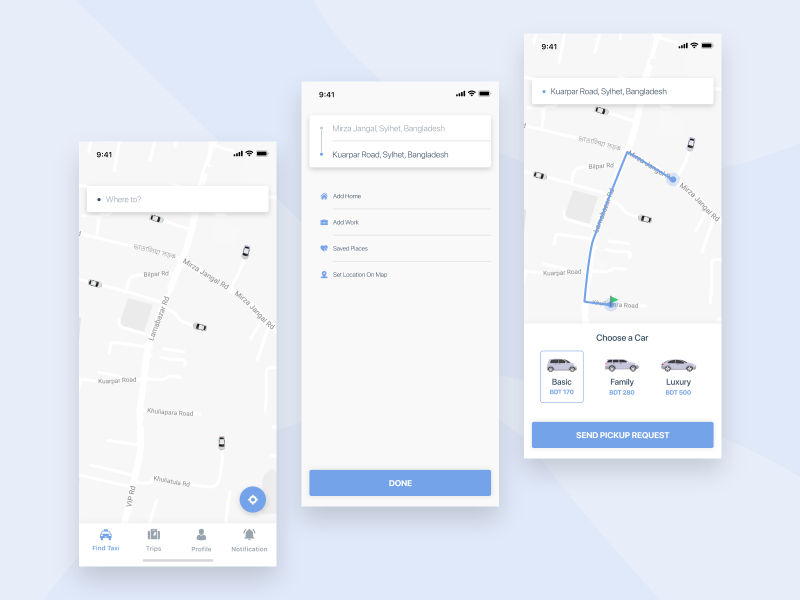 9:41
Where to?
Bilpar Rd
Mirza Jangal Rd
Mirza Jangal Rd
Lamabazar Rd
Kuarpar Road
Khuliapara Road
Khuliatula Rd
VIP Rd
Find Taxi
Trips
Profile
Notification
9:41
Mirza Jangal, Sylhet, Bangladesh
Kuarpar Road, Sylhet, Bangladesh
Add Home
Add Work
Saved Places
Set Location On Map
DONE
9:41
Kuarpar Road, Sylhet, Bangladesh
Bilpar Rd
Mirza Jangal Rd
Mirza Jangal Rd
Lamabazar Rd
Kuarpar Road
Khuliapara Road
Choose a Car
Basic
BDT 170
Family
BDT 280
Luxury
BDT 500
SEND PICKUP REQUEST